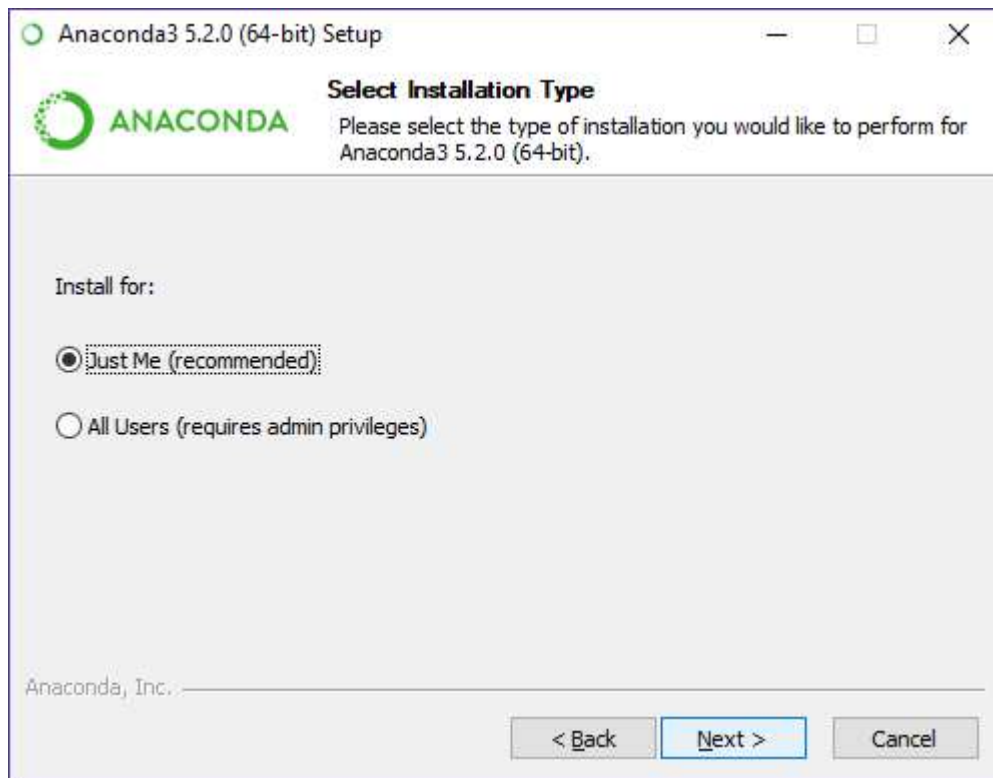 Anaconda3 5.2.0 (64-bit) Setup
ANACONDA
Select Installation Type
Please select the type of installation you would like to perform for
Anaconda3 5.2.0 (64-bit).
Install for:
Just Me (recommended)
All Users (requires admin privileges)
Anaconda, Inc.
< Back Next > Cancel